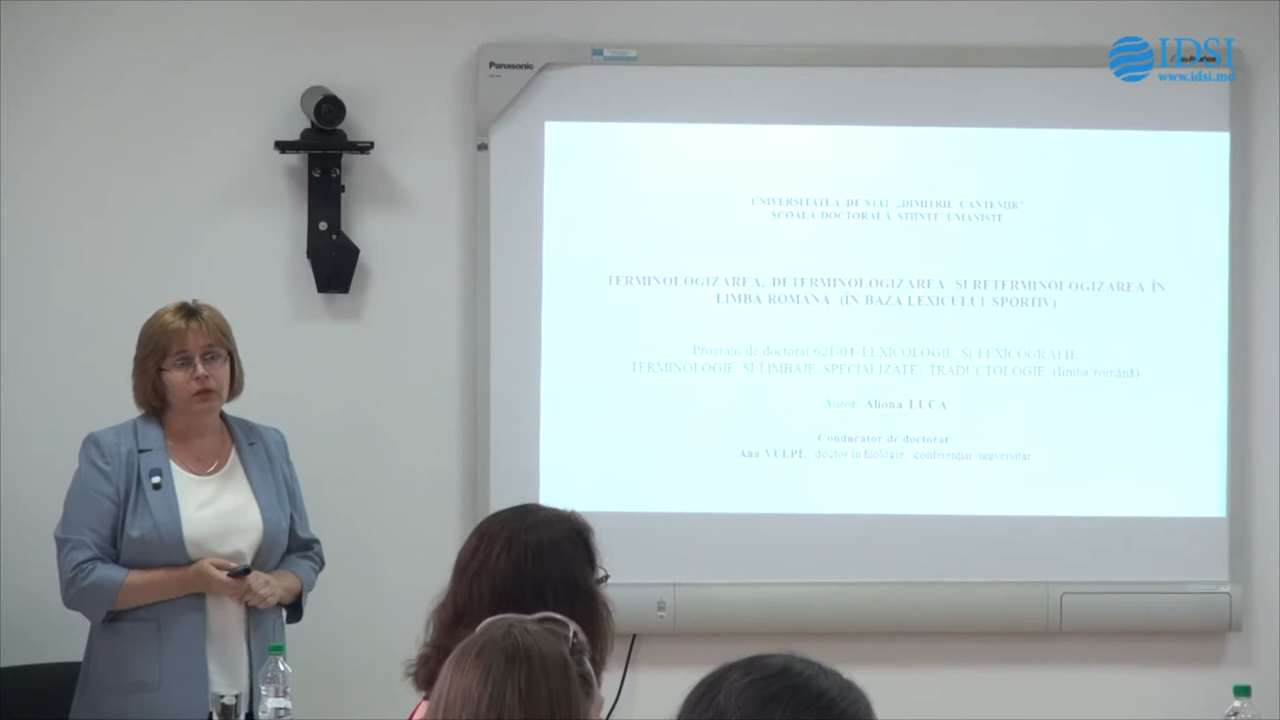 Panasonic
IDSI
www.idsi.md
UNIVERSITATEA DE STAT „DIMITRIE CANTEMIR”
ȘCOALA DOCTORALĂ ȘTIINȚE UMANISTE
TERMINOLOGIZAREA, DETERMINOLOGIZAREA ȘI RETERMINOLOGIZAREA ÎN
LIMBA ROMÂNĂ (ÎN BAZA LEXICULUI SPORTIV)
Program de doctorat 621-04- LEXICOLOGIE ȘI LEXICOGRAFIE
TERMINOLOGIE ȘI LIMBAJE SPECIALIZATE; TRADUCTOLOGIE (limba română)
Autor: Aliona LUCA
Conducător de doctorat
Ana VULPE, doctor în filologie, conferențiar universitar